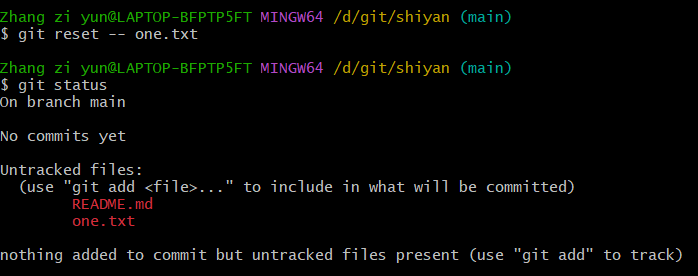 Zhang zi yun@LAPTOP-BFPTP5FT MINGW64 /d/git/shiyan (main)
$ git reset -- one.txt
Zhang zi yun@LAPTOP-BFPTP5FT MINGW64 /d/git/shiyan (main)
$ git status
On branch main
No commits yet
Untracked files:
  (use "git add <file>..." to include in what will be committed)
        README.md
        one.txt
nothing added to commit but untracked files present (use "git add" to track)